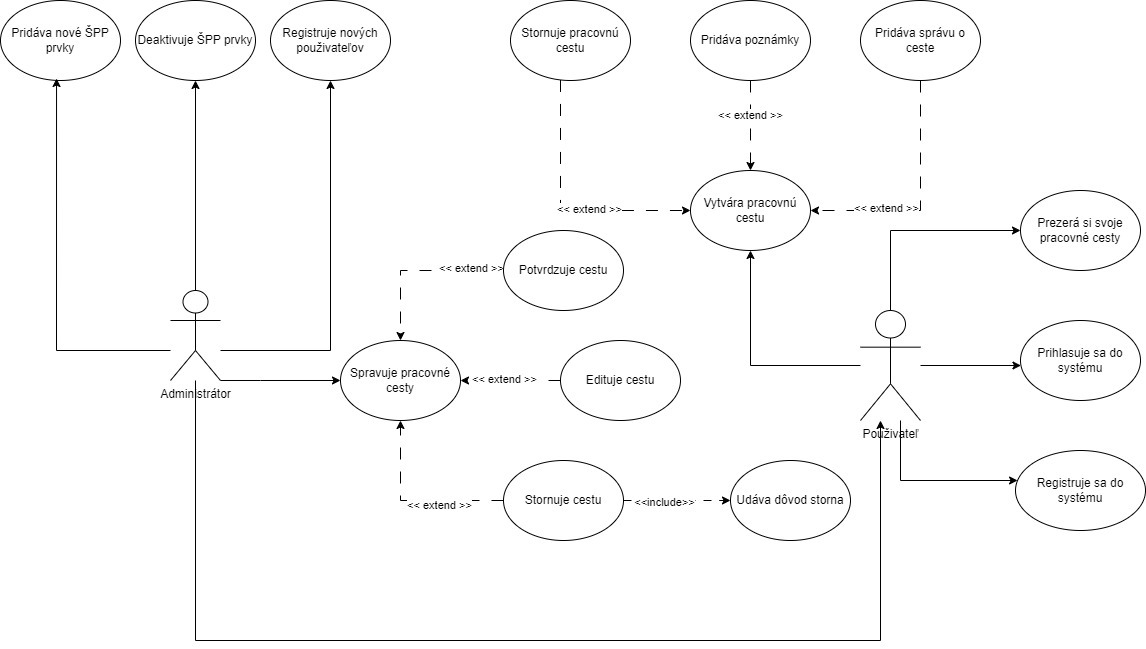 Pridáva nové ŠPP
prvky
Deaktivuje ŠPP prvky
Registruje nových
používateľov
Stornuje pracovnú
cestu
Pridáva poznámky
Pridáva správu o
ceste
<< extend >>
<< extend >>
Vytvára pracovnú
cestu
<< extend >>
Prezerá si svoje
pracovné cesty
<< extend >>
Potvrdzuje cestu
Administrátor
Spravuje pracovné
cesty
<< extend >>
Edituje cestu
Prihlasuje sa do
systému
Používateľ
<< extend >>
Stornuje cestu
<<include>>
Udáva dôvod storna
Registruje sa do
systému